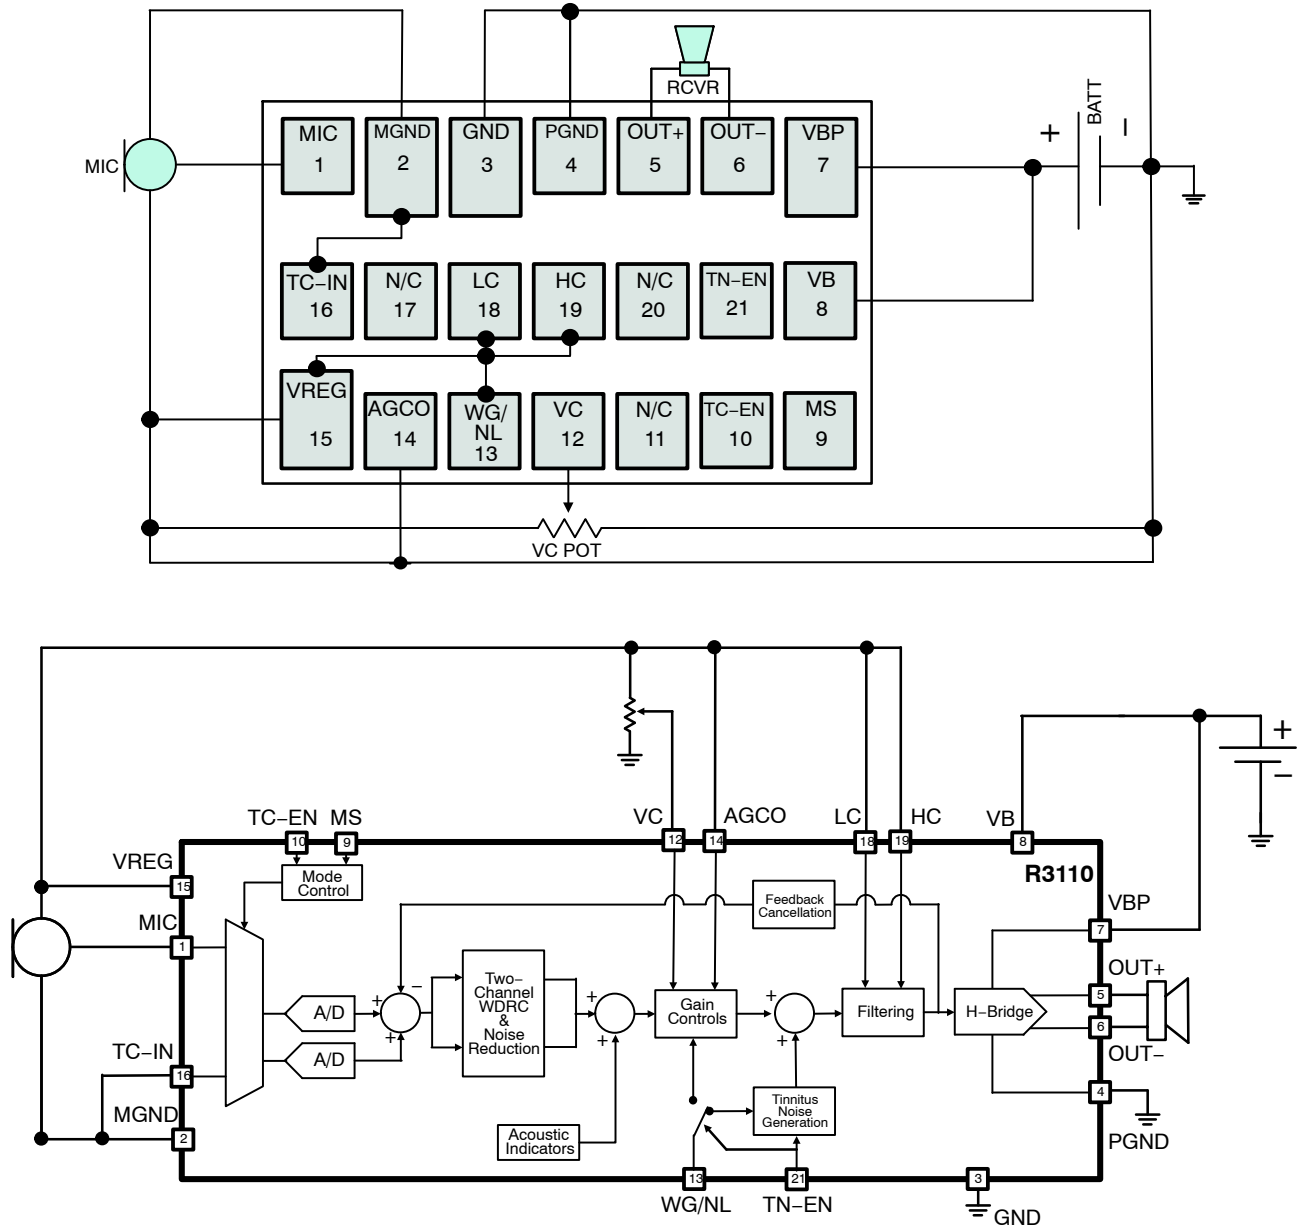 RCVR
BATT
+ −
MIC
MIC
1
MGND
2
GND
3
PGND
4
OUT+
5
OUT−
6
VBP
7
TC−IN
16
N/C
17
LC
18
HC
19
N/C
20
TN−EN
21
VB
8
VREG
15
AGCO
14
WG/
NL
13
VC
12
N/C
11
TC−EN
10
MS
9
VC POT
+
−
TC−EN
10
MS
9
VC
12
AGCO
14
LC
18
HC
19
VB
8
R3110
VREG
15
MIC
1
TC−IN
16
MGND
2
Mode
Control
A/D
A/D
+
−
+
Two−
Channel
WDRC
&
Noise
Reduction
+
+
Gain
Controls
+
+
Feedback
Cancellation
Filtering
H−Bridge
Acoustic
Indicators
Tinnitus
Noise
Generation
VBP
7
OUT+
5
6
OUT−
4
PGND
13
WG/NL
21
TN−EN
3
GND